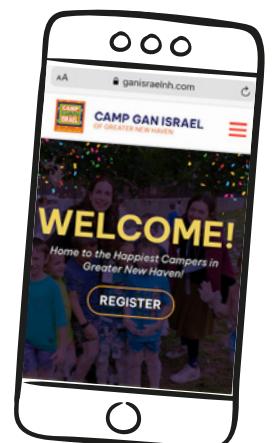 AA
ganisraelnh.com
CAMP GAN ISRAEL
CAMP GAN ISRAEL
OF GREATER NEW HAVEN
WELCOME!
Home to the Happiest Campers in
Greater New Haven!
REGISTER